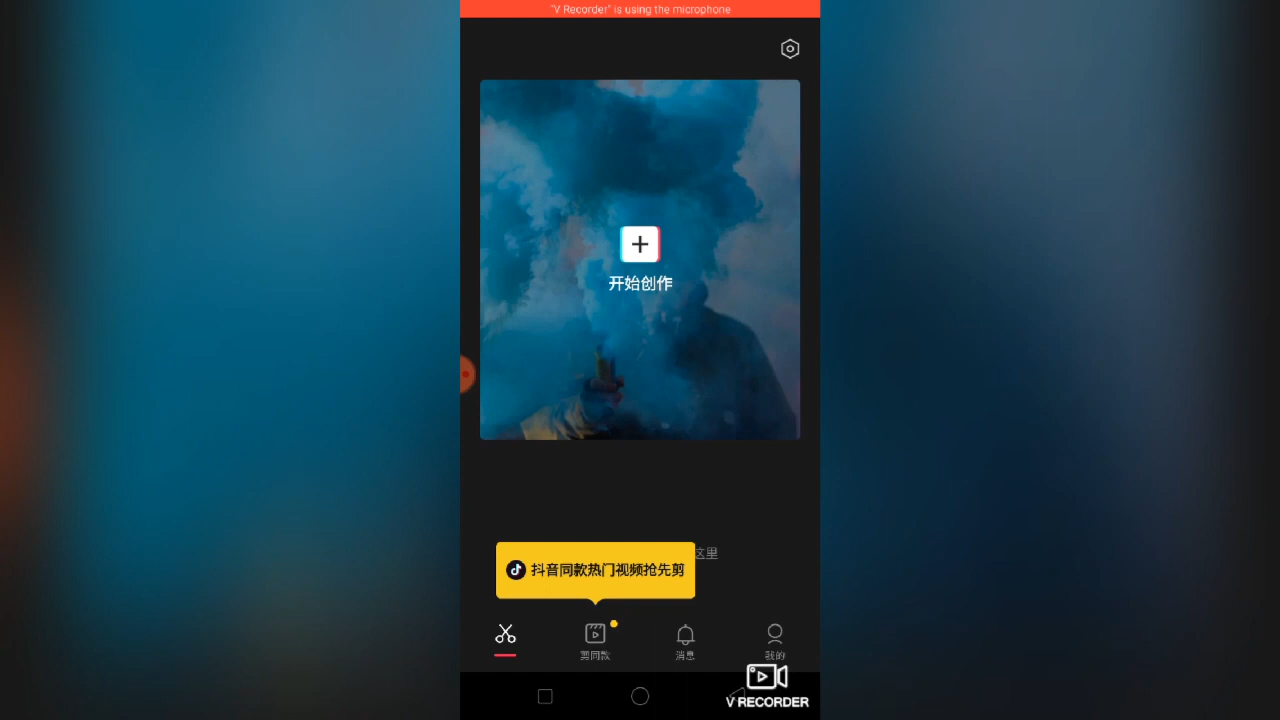 "V Recorder" is using the microphone
开始创作
这里
抖音同款热门视频抢先剪
剪同款
消息
我的
V RECORDER